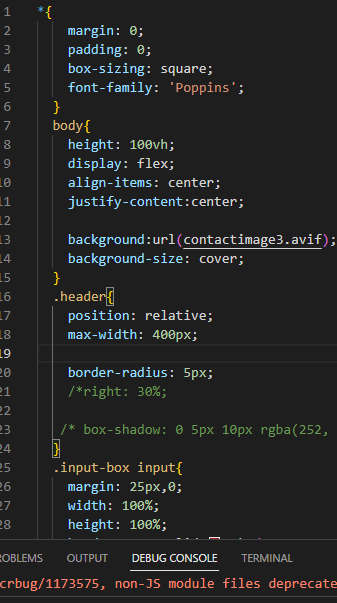 1 *{
2 margin: 0;
3 padding: 0;
4 box-sizing: square;
5 font-family: 'Poppins';
6 }
7 body{
8 height: 100vh;
9 display: flex;
10 align-items: center;
11 justify-content:center;
12
13 background:url(contactimage3.avif);
14 background-size: cover;
15 }
16 .header{
17 position: relative;
18 max-width: 400px;
19
20 border-radius: 5px;
21 /*right: 30%;
22
23 /* box-shadow: 0 5px 10px rgba(252,
24 }
25 .input-box input{
26 margin: 25px,0;
27 width: 100%;
28 height: 100%;
ROBLEMS OUTPUT DEBUG CONSOLE TERMINAL
crbug/1173575, non-JS module files deprecate